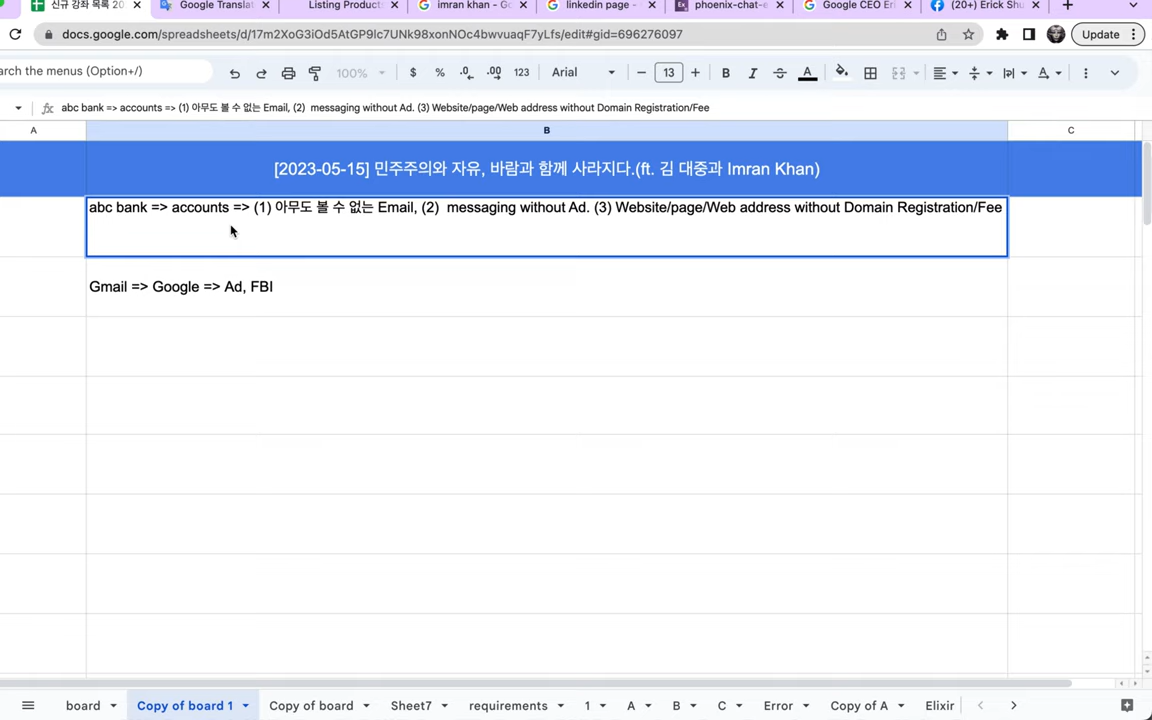 신규 강좌 목록 20
Google Translat
Listing Product
imran khan - G
linkedin page -
phoenix-chat-e
Google CEO Eri
(20+) Erick Shu
docs.google.com/spreadsheets/d/17m2XoG3iOd5AtGP9lc7UNk98xonNOc4bwvuaqF7yLfs/edit#gid=696276097
Update
arch the menus (Option+/)
100%
$ % .0 .00 123
Arial
13
B I S A
fx abc bank => accounts => (1) 아무도 볼 수 없는 Email, (2) messaging without Ad. (3) Website/page/Web address without Domain Registration/Fee
A B C
[2023-05-15] 민주주의와 자유, 바람과 함께 사라지다.(ft. 김 대중과 Imran Khan)
abc bank => accounts => (1) 아무도 볼 수 없는 Email, (2) messaging without Ad. (3) Website/page/Web address without Domain Registration/Fee
Gmail => Google => Ad, FBI
board
Copy of board 1
Copy of board
Sheet7
requirements
1
A
B
C
Error
Copy of A
Elixir